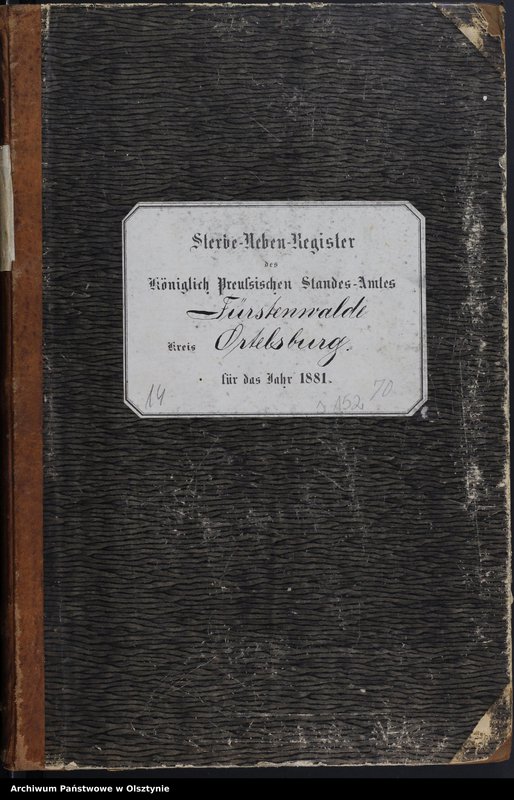 Sterbe-Neben-Register
des
Königlich Preußischen Standes-Amtes
Fürstenwalde
Kreis Ortelsburg.
für das Jahr 1881.
14
152 70
Archiwum Państwowe w Olsztynie